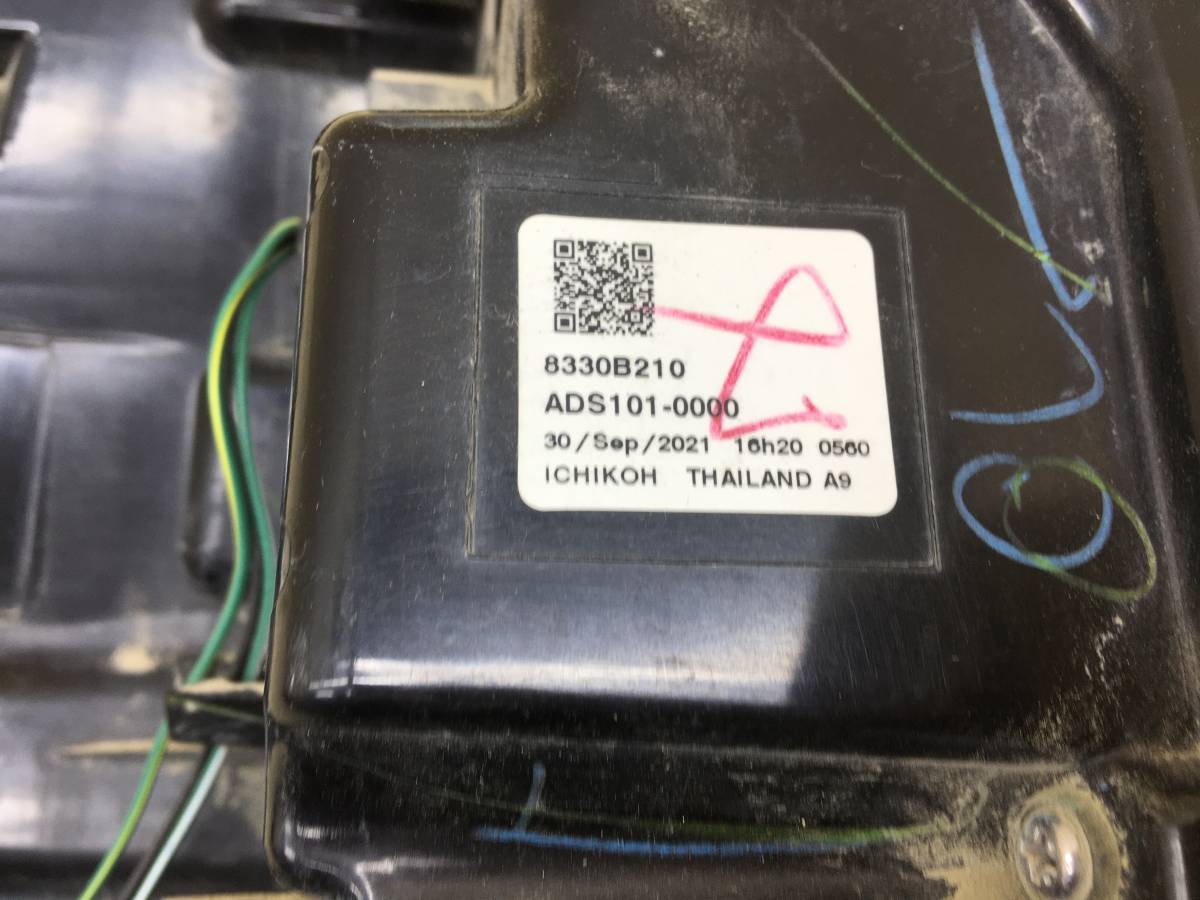 8330B210
ADS101-0000
30/Sep/2021 16h20 0560
ICHIKOH THAILAND A9